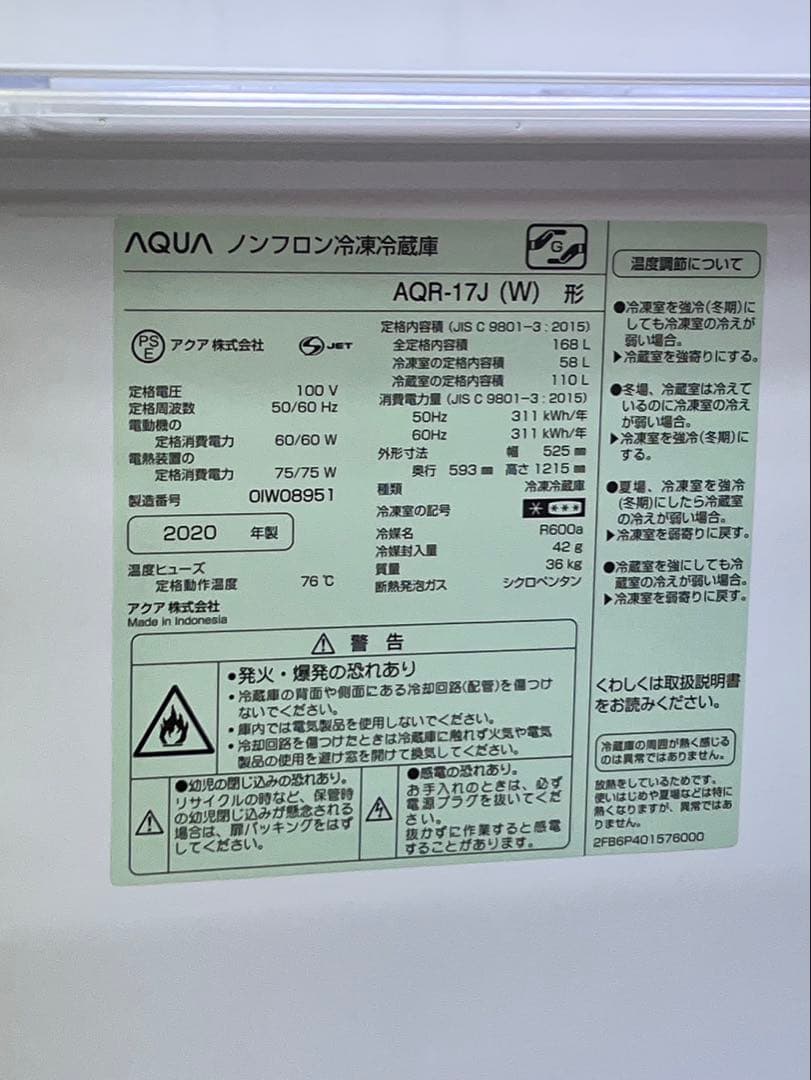 AQUA ノンフロン冷凍冷蔵庫
G
AQR-17J (W) 形
PS
E
アクア 株式会社
S JET
定格電圧 100 V
定格周波数 50/60 Hz
電動機の
定格消費電力 60/60 W
電熱装置の
定格消費電力 75/75 W
製造番号 0IW08951
2020 年製
温度ヒューズ
定格動作温度 76 ℃
アクア 株式会社
Made in Indonesia
定格内容積 (JIS C 9801-3 : 2015)
全定格内容積 168 L
冷凍室の定格内容積 58 L
冷蔵室の定格内容積 110 L
消費電力量 (JIS C 9801-3 : 2015)
50Hz 311 kWh/年
60Hz 311 kWh/年
外形寸法 幅 525 ㎜
奥行 593 ㎜ 高さ 1215 ㎜
種類 冷凍冷蔵庫
冷凍室の記号
冷媒名 R600a
冷媒封入量 42 g
質量 36 kg
断熱発泡ガス シクロペンタン
警 告
●発火・爆発の恐れあり
・冷蔵庫の背面や側面にある冷却回路(配管)を傷つけ
ないでください。
・庫内では電気製品を使用しないでください。
・冷却回路を傷つけたときは冷蔵庫に触れず火気や電気
製品の使用を避け窓を開けて換気してください。
●幼児の閉じ込みの恐れあり。
リサイクルの時など、保管時
の幼児閉じ込みが懸念される
場合は、扉パッキングをはず
してください。
●感電の恐れあり。
お手入れのときは、必ず
電源プラグを抜いてくだ
さい。
抜かずに作業すると感電
することがあります。
温度調節について
●冷凍室を強冷(冬期)に
しても冷凍室の冷えが
弱い場合。
▶冷蔵室を強寄りにする。
●冬場、冷蔵室は冷えて
いるのに冷凍室の冷え
が弱い場合。
▶冷凍室を強冷(冬期)に
する。
●夏場、冷凍室を強冷
(冬期)にしたら冷蔵室
の冷えが弱い場合。
▶冷凍室を弱寄りに戻す。
●冷蔵室を強にしても冷
蔵室の冷えが弱い場合。
▶冷凍室を弱寄りに戻す。
くわしくは取扱説明書
をお読みください。
冷蔵庫の周囲が熱く感じる
のは異常ではありません。
放熱をしているためです。
使いはじめや夏場などは特に
熱くなりますが、異常ではあ
りません。
2FB6P401576000